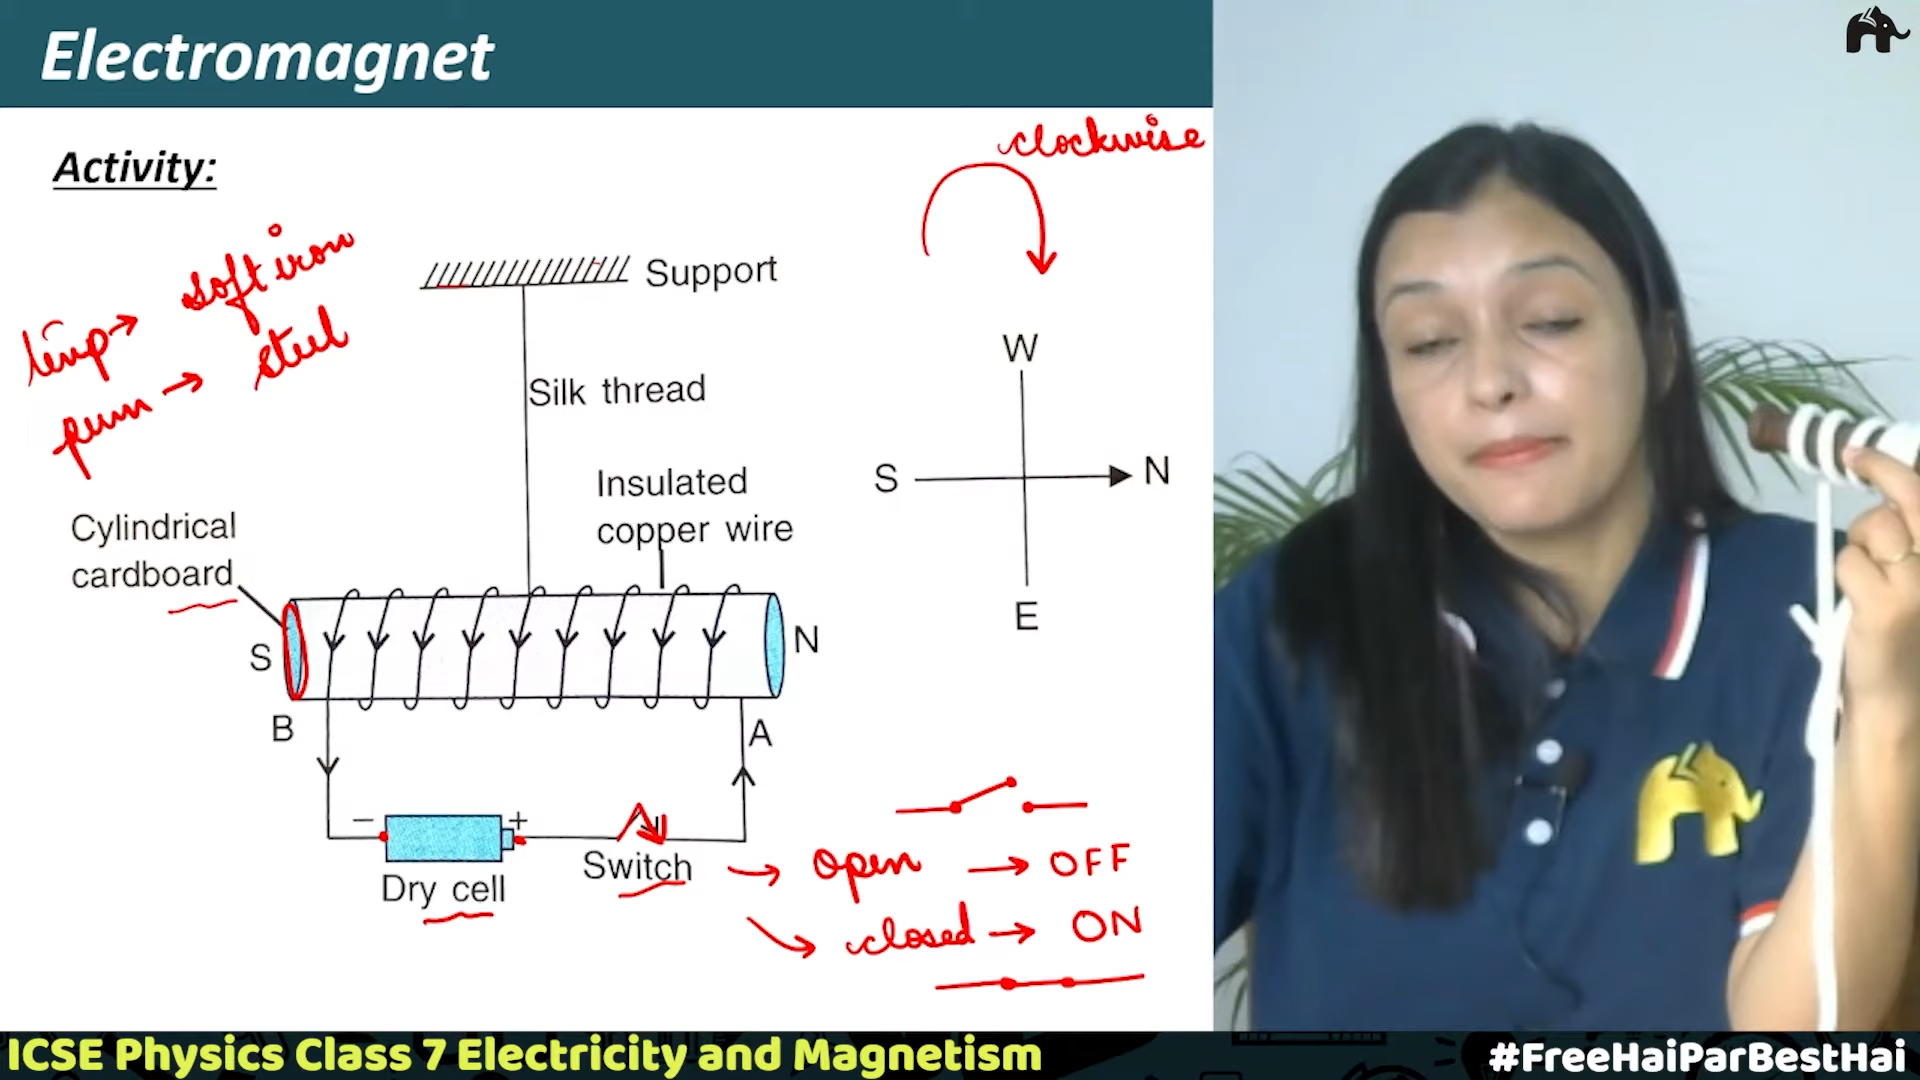 Electromagnet
Activity:
clockwise
temp → soft iron
perm → steel
Support
Silk thread
Insulated
copper wire
Cylindrical
cardboard
W
S
N
E
S
N
B
A
−
+
Dry cell
Switch
→ open → OFF
→ closed → ON
ICSE Physics Class 7 Electricity and Magnetism
#FreeHaiParBestHai